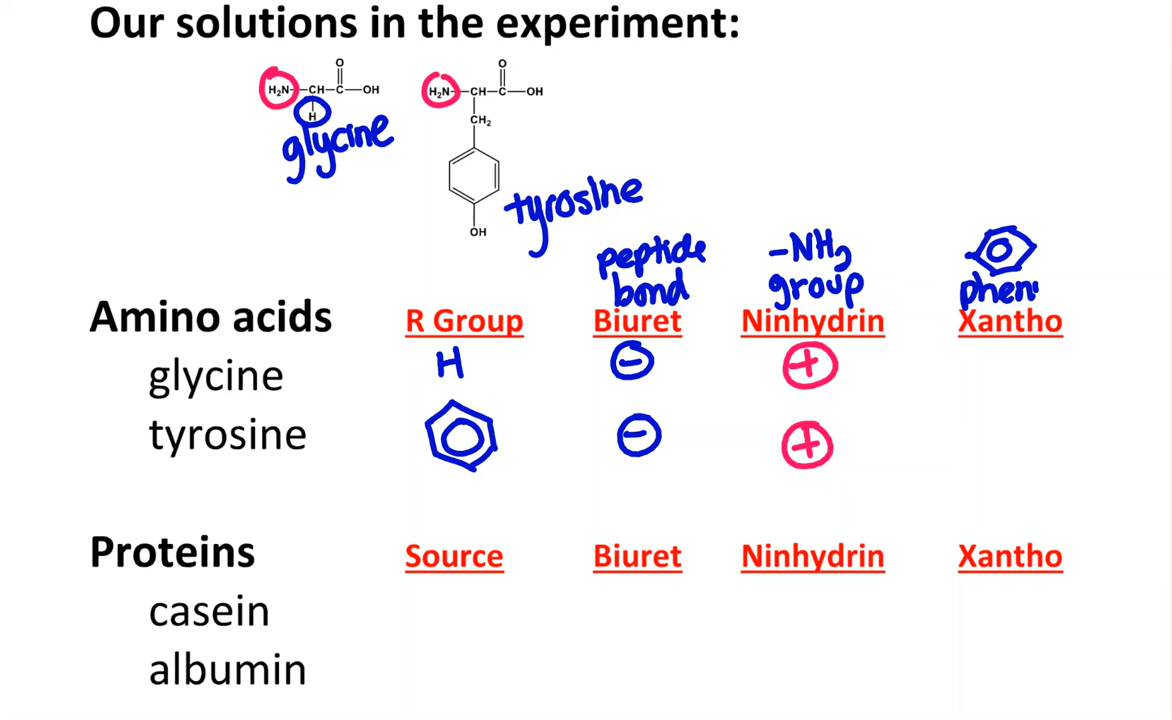 Our solutions in the experiment:
O
H₂N—CH—C—OH
H
glycine
O
H₂N—CH—C—OH
CH₂
OH
tyrosine
peptide bond
-NH₂ group
phen
Amino acids R Group Biuret Ninhydrin Xantho
glycine H − +
tyrosine − +
Proteins Source Biuret Ninhydrin Xantho
casein
albumin